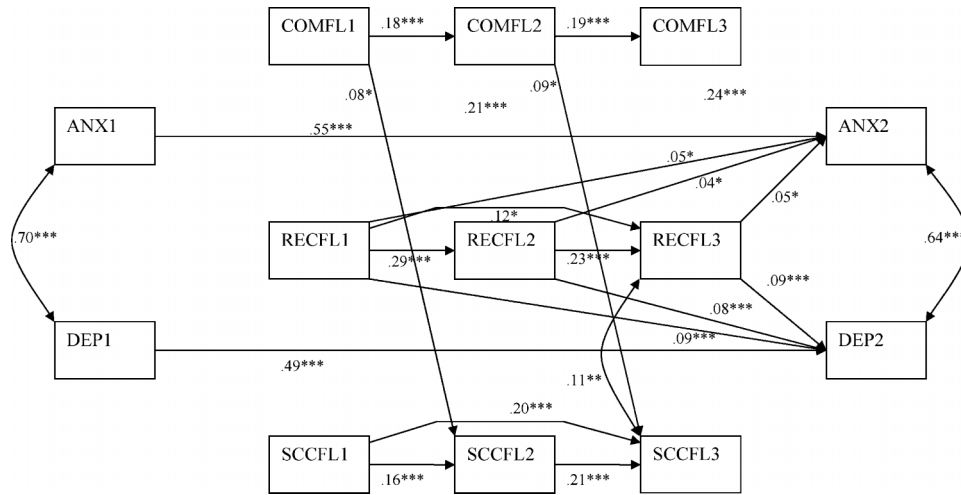 COMFL1
.18***
COMFL2
.19***
COMFL3
.08*
.21***
.09*
.24***
ANX1
.55***
ANX2
.05*
.04*
.05*
.12*
RECFL1
RECFL2
RECFL3
.70***
.29***
.23***
.64***
.09***
.08***
DEP1
.09***
DEP2
.49***
.11**
.20***
SCCFL1
SCCFL2
SCCFL3
.16***
.21***